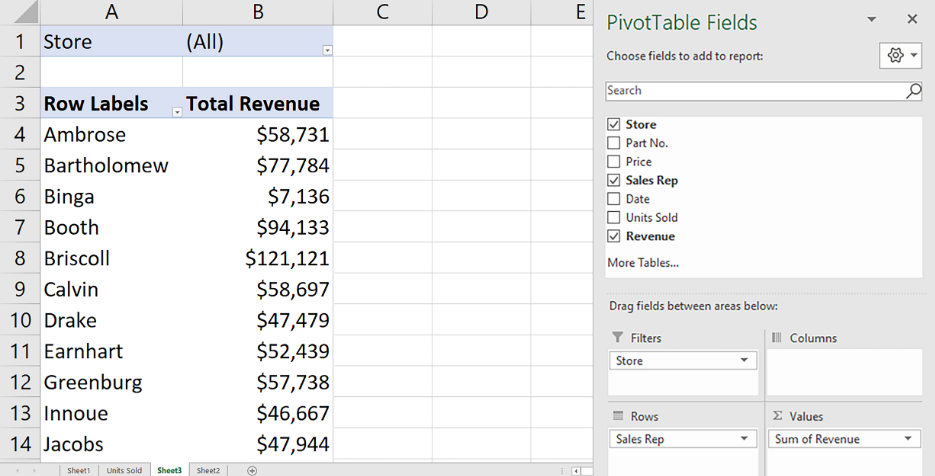 A B C D E
1 Store (All)
2
3 Row Labels Total Revenue
4 Ambrose $58,731
5 Bartholomew $77,784
6 Binga $7,136
7 Booth $94,133
8 Briscoll $121,121
9 Calvin $58,697
10 Drake $47,479
11 Earnhart $52,439
12 Greenburg $57,738
13 Innoue $46,667
14 Jacobs $47,944
Sheet1 Units Sold Sheet3 Sheet2
PivotTable Fields
Choose fields to add to report:
Search
Store
Part No.
Price
Sales Rep
Date
Units Sold
Revenue
More Tables...
Drag fields between areas below:
Filters Columns
Store
Rows Σ Values
Sales Rep Sum of Revenue